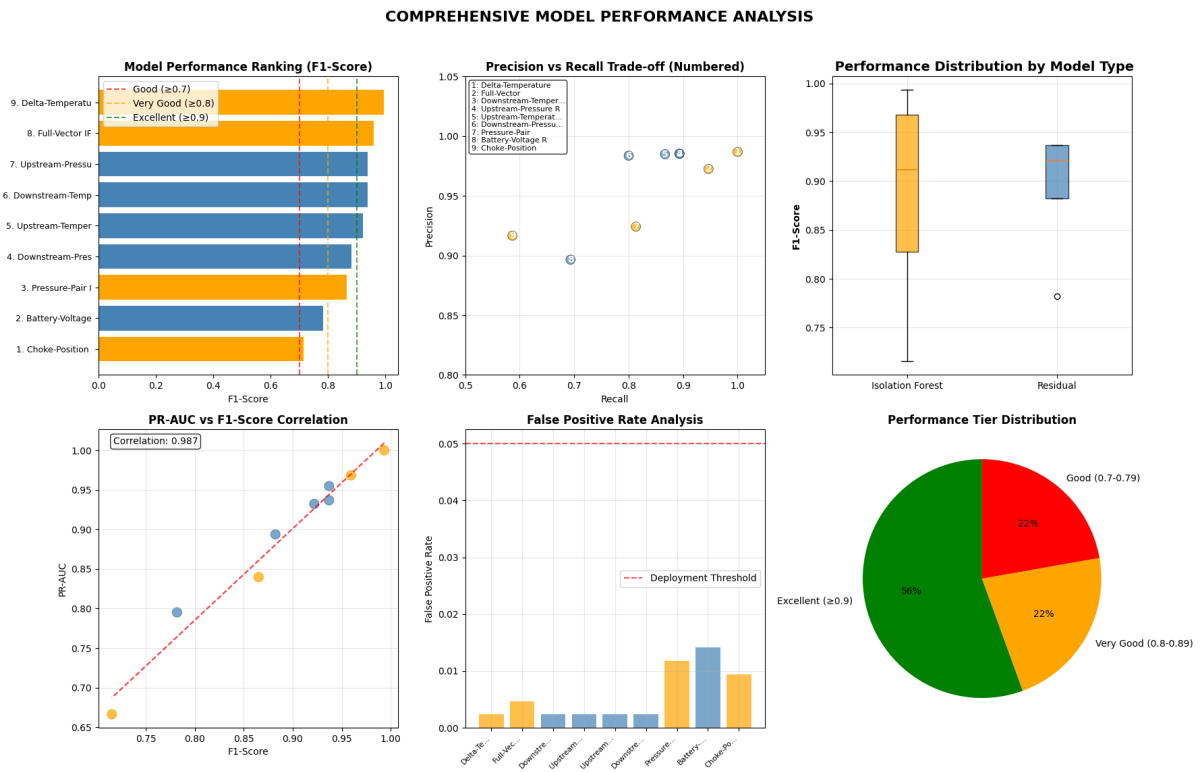 COMPREHENSIVE MODEL PERFORMANCE ANALYSIS
Model Performance Ranking (F1-Score)
Good (≥0.7)
Very Good (≥0.8)
Excellent (≥0.9)
9. Delta-Temperatu
8. Full-Vector IF
7. Upstream-Pressu
6. Downstream-Temp
5. Upstream-Temper
4. Downstream-Pres
3. Pressure-Pair I
2. Battery-Voltage
1. Choke-Position
0.0 0.2 0.4 0.6 0.8 1.0
F1-Score
Precision vs Recall Trade-off (Numbered)
1: Delta-Temperature
2: Full-Vector
3: Downstream-Temper...
4: Upstream-Pressure R
5: Upstream-Temperat...
6: Downstream-Pressu...
7: Pressure-Pair
8: Battery-Voltage R
9: Choke-Position
Precision
1.05
1.00
0.95
0.90
0.85
0.80
6 5 1
2
7
8
0.5 0.6 0.7 0.8 0.9 1.0
Recall
Performance Distribution by Model Type
F1-Score
1.00
0.95
0.90
0.85
0.80
0.75
Isolation Forest Residual
PR-AUC vs F1-Score Correlation
Correlation: 0.987
PR-AUC
1.00
0.95
0.90
0.85
0.80
0.75
0.70
0.65
0.75 0.80 0.85 0.90 0.95 1.00
F1-Score
False Positive Rate Analysis
Deployment Threshold
False Positive Rate
0.05
0.04
0.03
0.02
0.01
0.00
Delta-Te...
Full-Vec...
Downstre...
Upstream...
Upstream...
Downstre...
Pressure...
Battery-...
Choke-Po...
Performance Tier Distribution
Good (0.7-0.79)
22%
Excellent (≥0.9)
56%
22%
Very Good (0.8-0.89)